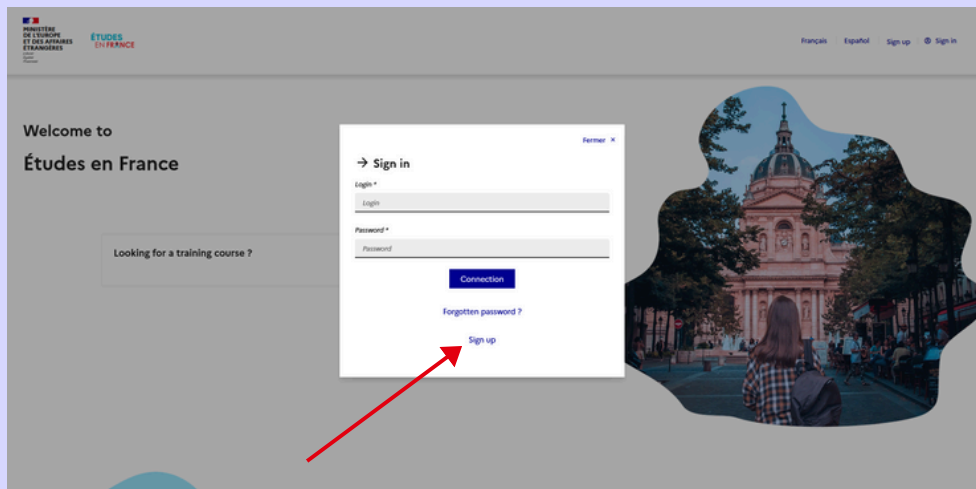 MINISTÈRE
DE L'EUROPE
ET DES AFFAIRES
ÉTRANGÈRES
ÉTUDES
EN FRANCE
Français
Español
Sign up
Sign in
Welcome to
Études en France
Looking for a training course ?
Fermer ×
→ Sign in
Login *
Login
Password *
Password
Connection
Forgotten password ?
Sign up